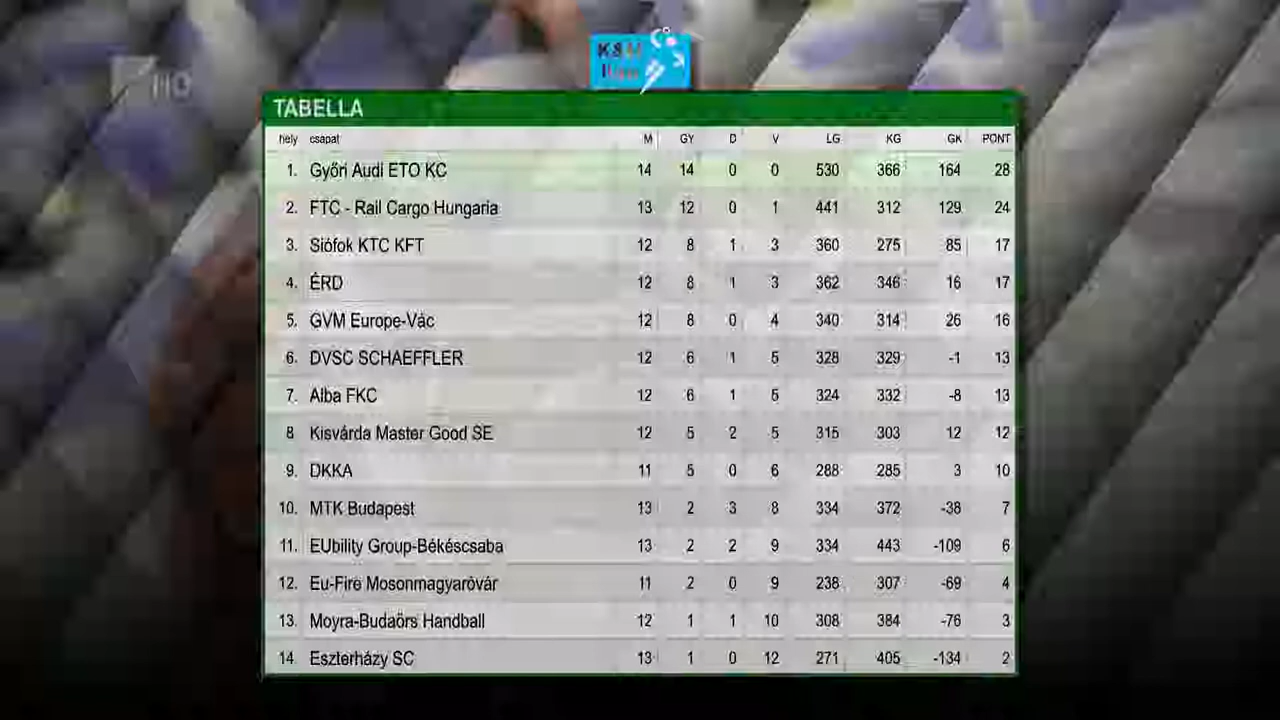 K&H
liga
HD
TABELLA
hely csapat M GY D V LG KG GK PONT
1. Győri Audi ETO KC 14 14 0 0 530 366 164 28
2. FTC - Rail Cargo Hungaria 13 12 0 1 441 312 129 24
3. Siófok KTC KFT 12 8 1 3 360 275 85 17
4. ÉRD 12 8 1 3 362 346 16 17
5. GVM Europe-Vác 12 8 0 4 340 314 26 16
6. DVSC SCHAEFFLER 12 6 1 5 328 329 -1 13
7. Alba FKC 12 6 1 5 324 332 -8 13
8 Kisvárda Master Good SE 12 5 2 5 315 303 12 12
9. DKKA 11 5 0 6 288 285 3 10
10. MTK Budapest 13 2 3 8 334 372 -38 7
11. EUbility Group-Békéscsaba 13 2 2 9 334 443 -109 6
12. Eu-Fire Mosonmagyaróvár 11 2 0 9 238 307 -69 4
13. Moyra-Budaörs Handball 12 1 1 10 308 384 -76 3
14. Eszterházy SC 13 1 0 12 271 405 -134 2